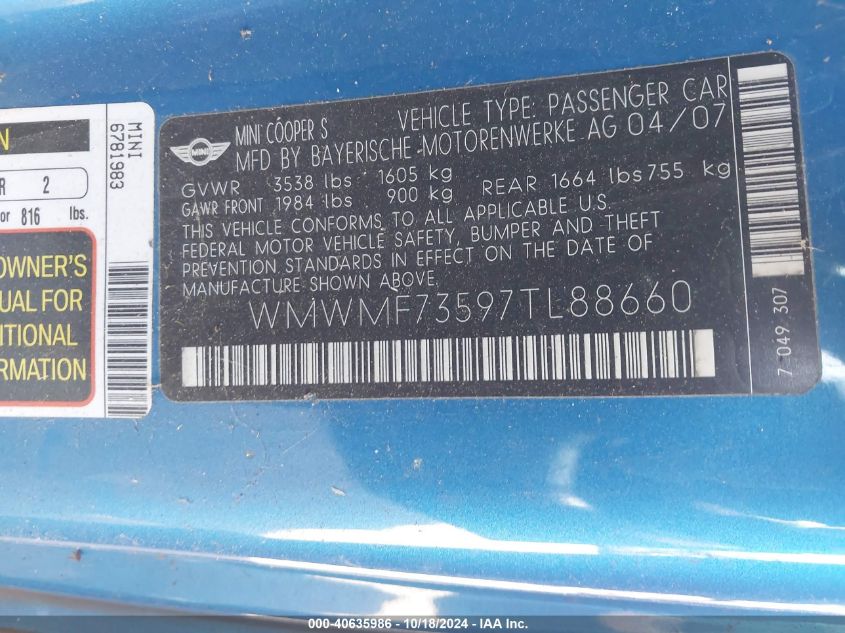 N
R 2
or 816 lbs.
OWNER'S
UAL FOR
ITIONAL
RMATION
MINI
6781983
MINI
MINI COOPER S VEHICLE TYPE: PASSENGER CAR
MFD BY BAYERISCHE-MOTORENWERKE AG 04/07
GVWR 3538 lbs 1605 kg
GAWR FRONT 1984 lbs 900 kg REAR 1664 lbs 755 kg
THIS VEHICLE CONFORMS TO ALL APPLICABLE U.S.
FEDERAL MOTOR VEHICLE SAFETY, BUMPER AND THEFT
PREVENTION STANDARDS IN EFFECT ON THE DATE OF
MANUFACTURE SHOWN ABOVE.
WMWMF73597TL88660
7-049 307
000-40635986 - 10/18/2024 - IAA